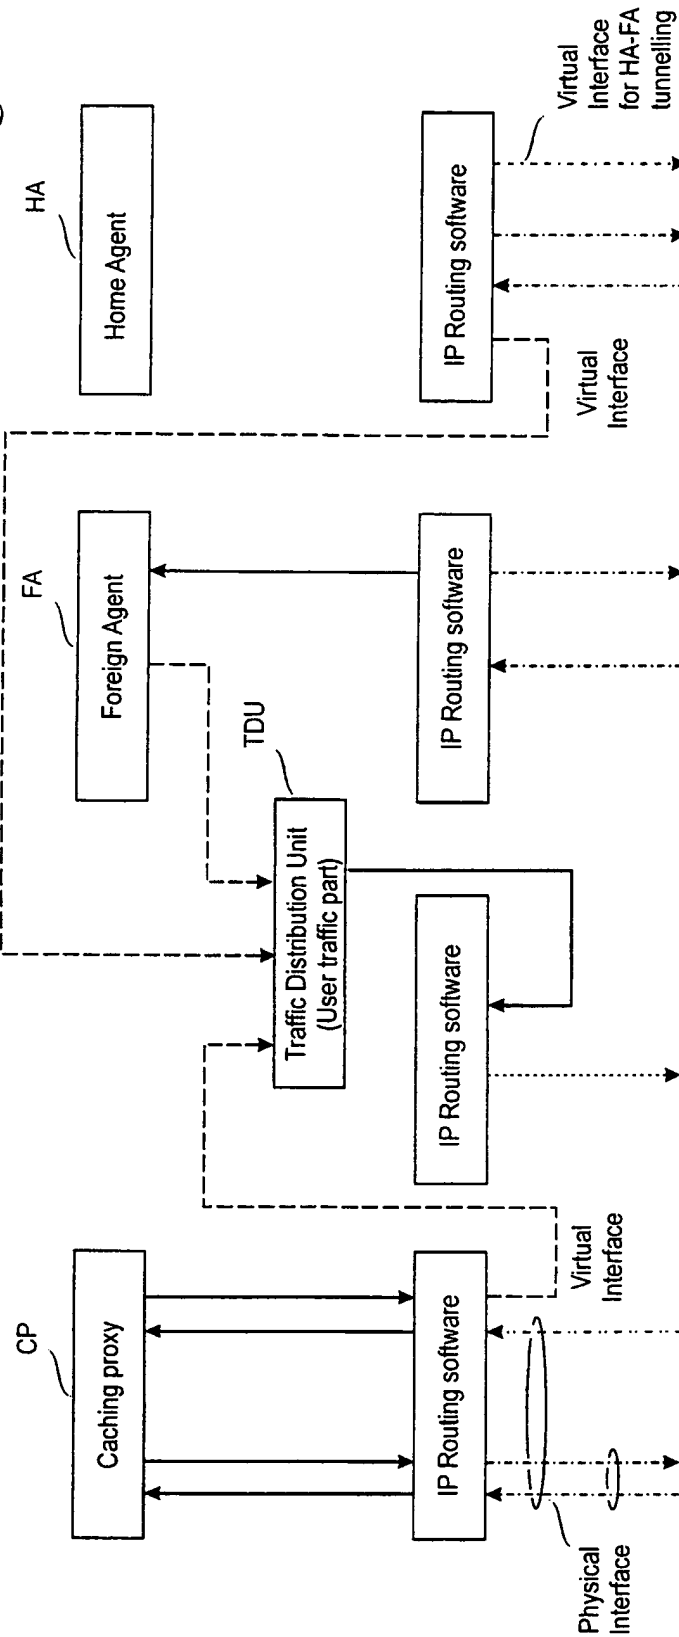 CP
Caching proxy
IP Routing software
Physical
Interface
Virtual
Interface
TDU
Traffic Distribution Unit
(User traffic part)
IP Routing software
FA
Foreign Agent
IP Routing software
HA
Home Agent
IP Routing software
Virtual
Interface
Virtual
Interface
for HA-FA
tunnelling